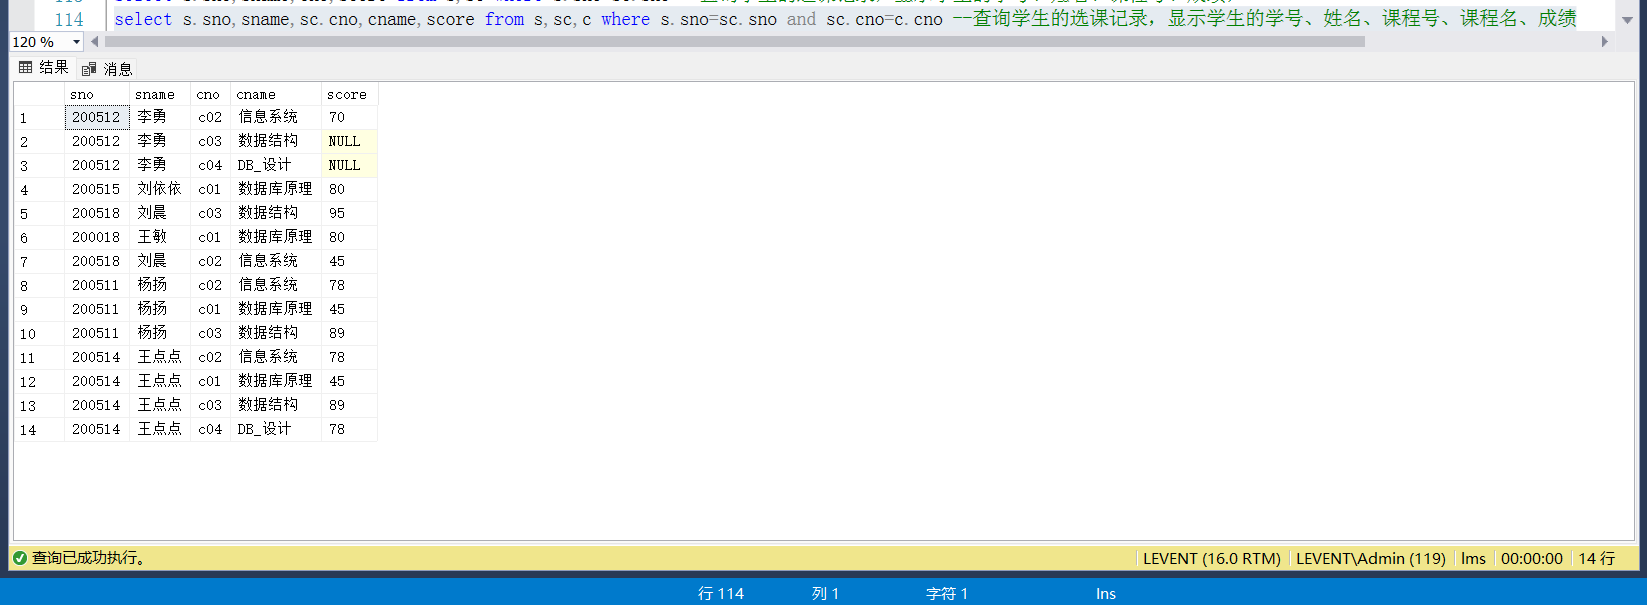 114 select s.sno,sname,sc.cno,cname,score from s,sc,c where s.sno=sc.sno and sc.cno=c.cno --查询学生的选课记录，显示学生的学号、姓名、课程号、课程名、成绩
120 %
结果 消息
sno sname cno cname score
1 200512 李勇 c02 信息系统 70
2 200512 李勇 c03 数据结构 NULL
3 200512 李勇 c04 DB_设计 NULL
4 200515 刘依依 c01 数据库原理 80
5 200518 刘晨 c03 数据结构 95
6 200018 王敏 c01 数据库原理 80
7 200518 刘晨 c02 信息系统 45
8 200511 杨扬 c02 信息系统 78
9 200511 杨扬 c01 数据库原理 45
10 200511 杨扬 c03 数据结构 89
11 200514 王点点 c02 信息系统 78
12 200514 王点点 c01 数据库原理 45
13 200514 王点点 c03 数据结构 89
14 200514 王点点 c04 DB_设计 78
查询已成功执行。 LEVENT (16.0 RTM) LEVENT\Admin (119) lms 00:00:00 14 行
行 114 列 1 字符 1 Ins